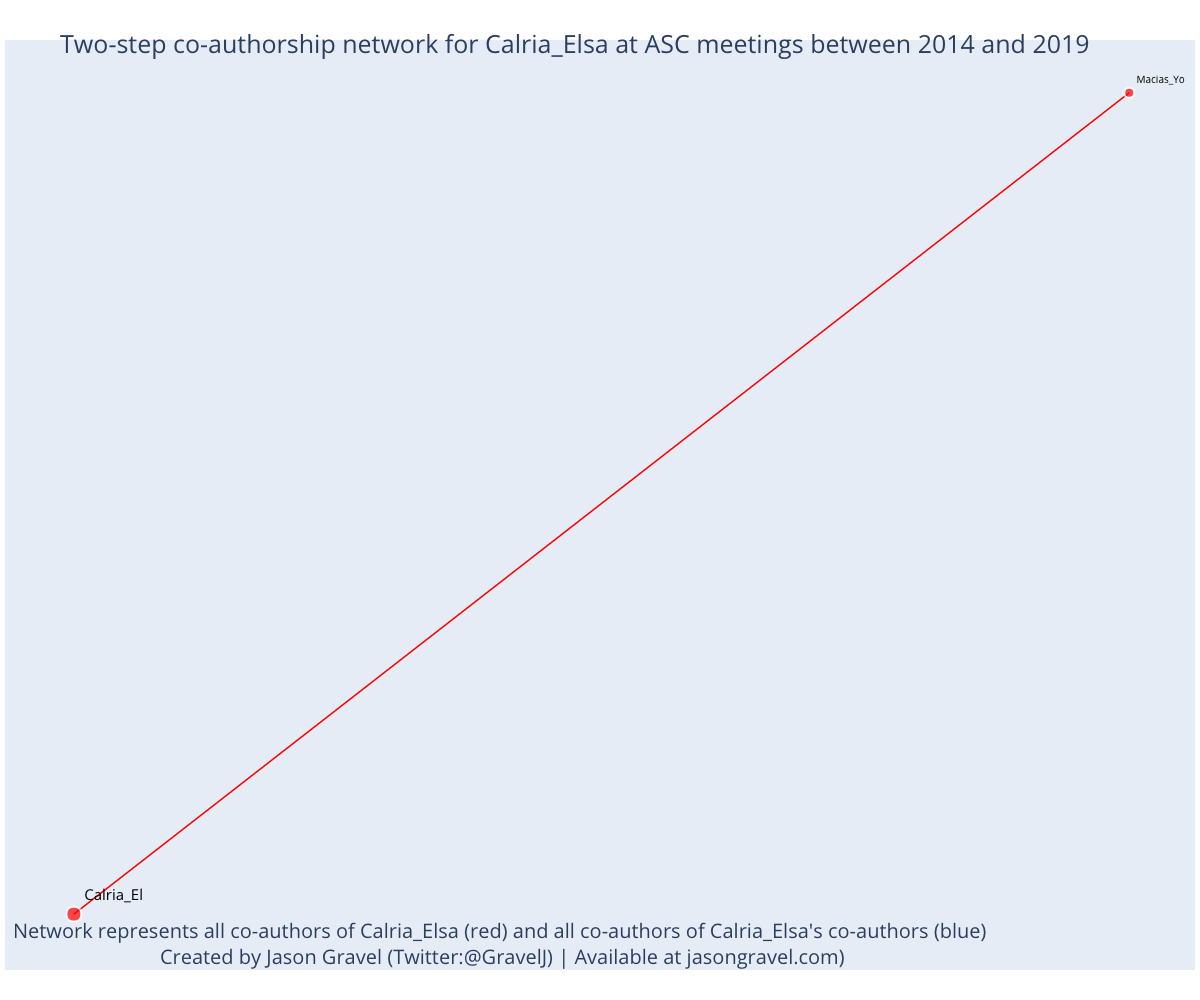 Two-step co-authorship network for Calria_Elsa at ASC meetings between 2014 and 2019
Macias_Yo
Calria_El
Network represents all co-authors of Calria_Elsa (red) and all co-authors of Calria_Elsa's co-authors (blue)
Created by Jason Gravel (Twitter:@GravelJ) | Available at jasongravel.com)